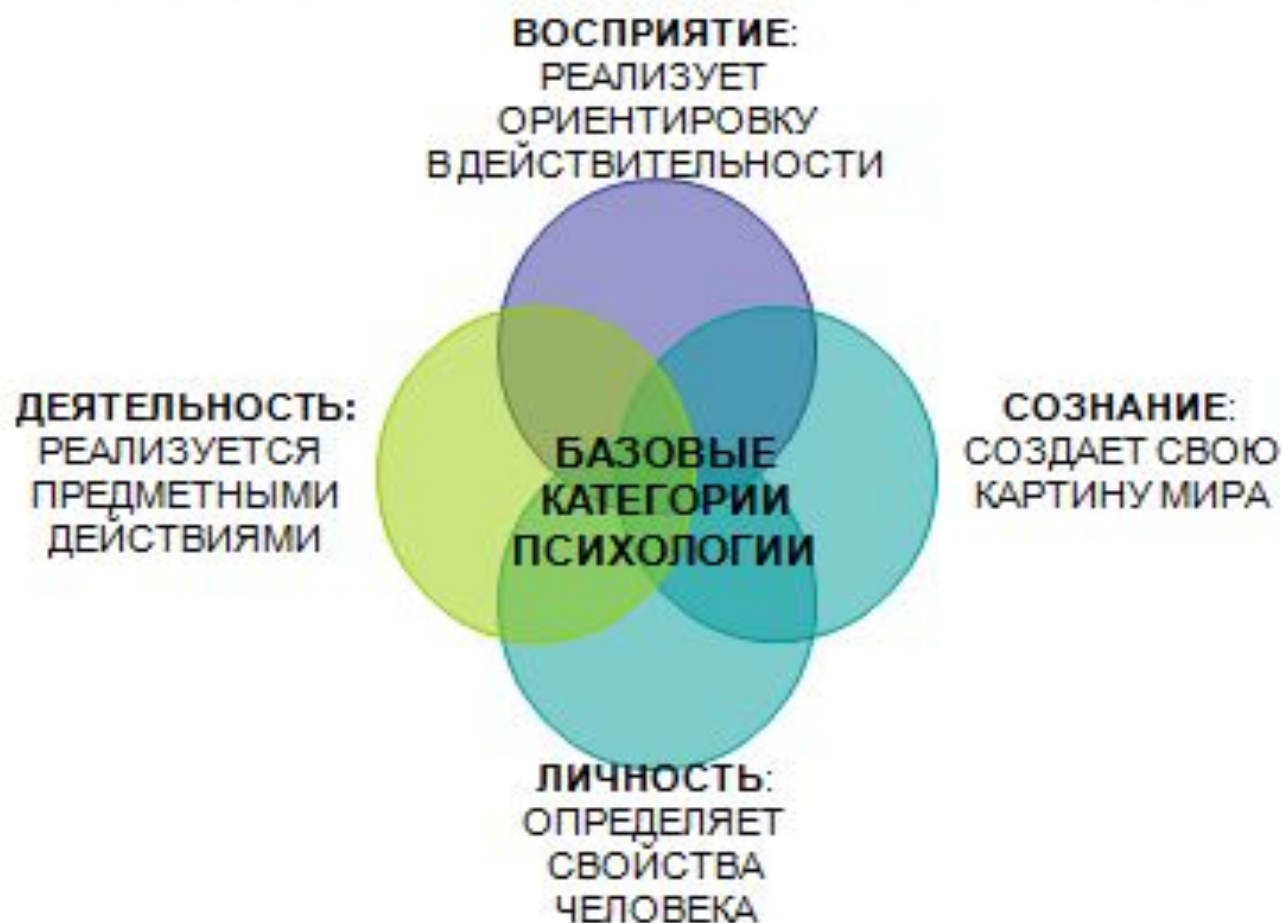 ВОСПРИЯТИЕ:
РЕАЛИЗУЕТ
ОРИЕНТИРОВКУ
В ДЕЙСТВИТЕЛЬНОСТИ
ДЕЯТЕЛЬНОСТЬ:
РЕАЛИЗУЕТСЯ
ПРЕДМЕТНЫМИ
ДЕЙСТВИЯМИ
БАЗОВЫЕ
КАТЕГОРИИ
ПСИХОЛОГИИ
СОЗНАНИЕ:
СОЗДАЕТ СВОЮ
КАРТИНУ МИРА
ЛИЧНОСТЬ:
ОПРЕДЕЛЯЕТ
СВОЙСТВА
ЧЕЛОВЕКА